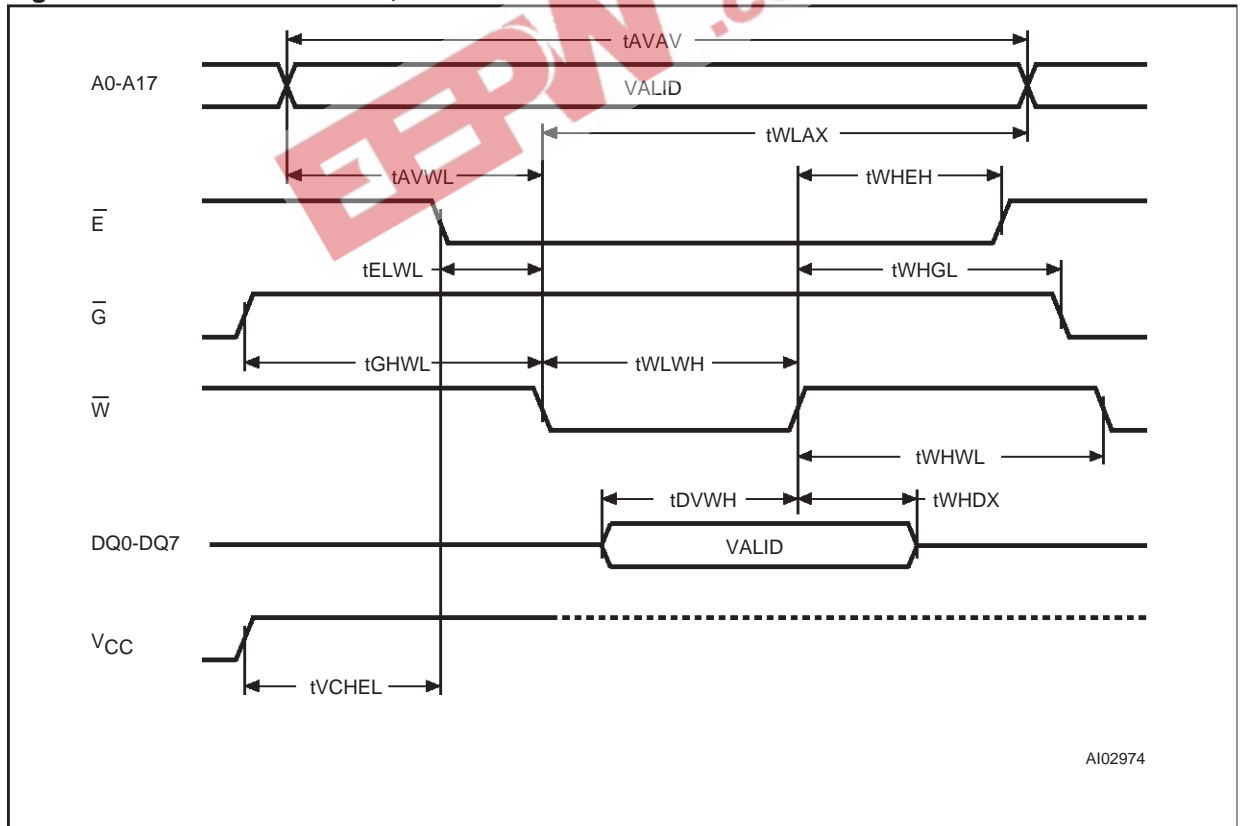 tAVAV
A0-A17
VALID
tWLAX
tAVWL
tWHEH
E
tELWL
tWHGL
G
tGHWL
tWLWH
W
tWHWL
tDVWH
tWHDX
DQ0-DQ7
VALID
VCC
tVCHEL
AI02974
EEPW